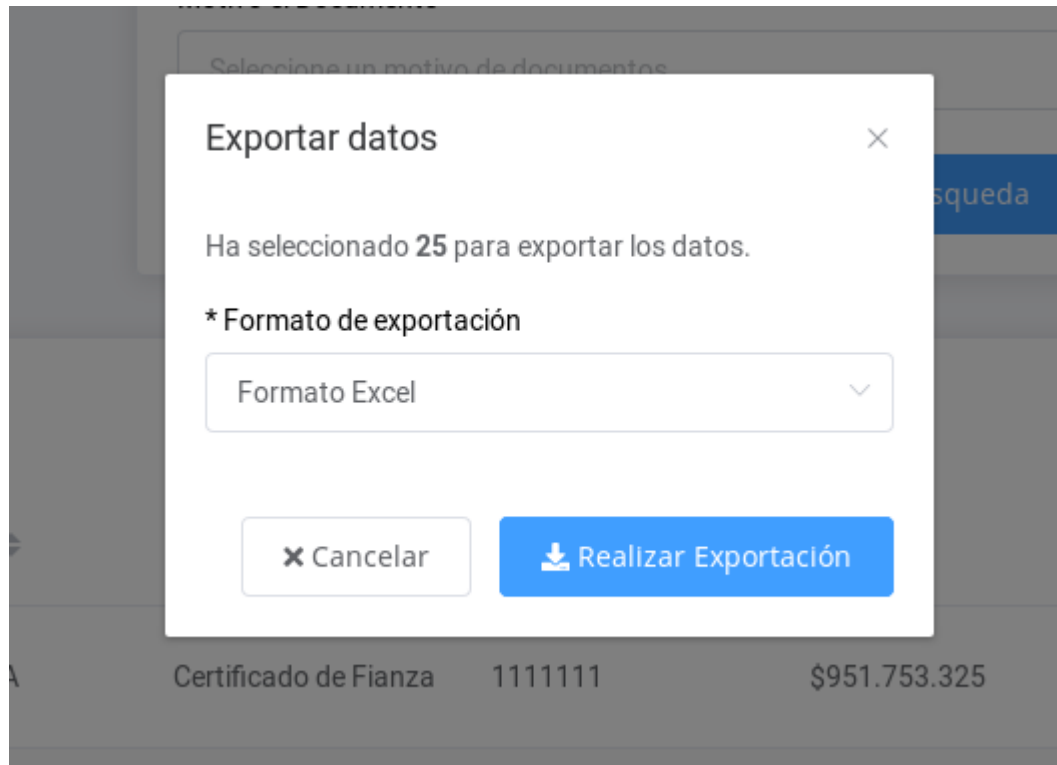 Seleccione un motivo de documentos
Exportar datos
squeda
Ha seleccionado 25 para exportar los datos.
* Formato de exportación
Formato Excel
Cancelar
Realizar Exportación
A
Certificado de Fianza
1111111
$951.753.325